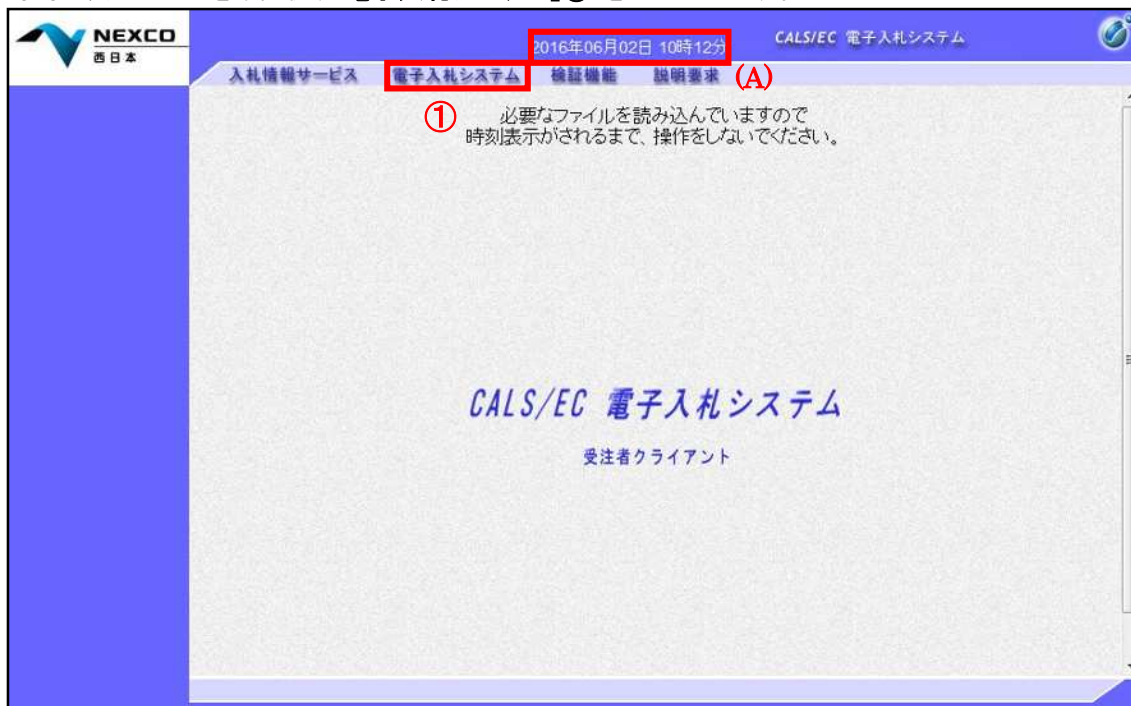 NEXCO
西日本
2016年06月02日 10時12分
CALS/EC 電子入札システム
入札情報サービス 電子入札システム 検証機能 説明要求 (A)
① 必要なファイルを読み込んでいますので
時刻表示がされるまで、操作をしないでください。
CALS/EC 電子入札システム
受注者クライアント